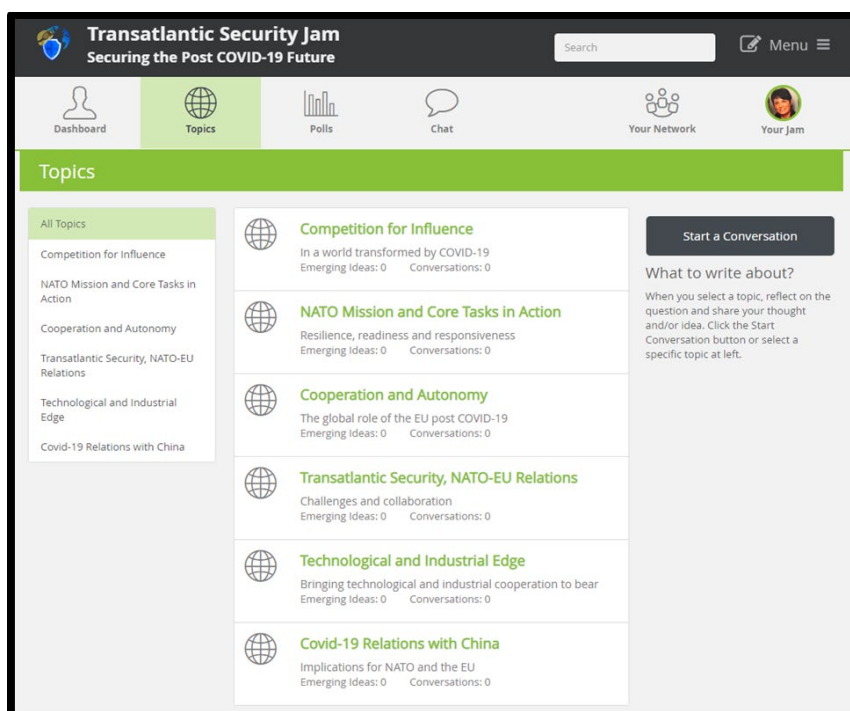 Transatlantic Security Jam
Securing the Post COVID-19 Future
Search
Menu
Dashboard
Topics
Polls
Chat
Your Network
Your Jam
Topics
All Topics
Competition for Influence
NATO Mission and Core Tasks in
Action
Cooperation and Autonomy
Transatlantic Security, NATO-EU
Relations
Technological and Industrial
Edge
Covid-19 Relations with China
Competition for Influence
In a world transformed by COVID-19
Emerging Ideas: 0 Conversations: 0
NATO Mission and Core Tasks in Action
Resilience, readiness and responsiveness
Emerging Ideas: 0 Conversations: 0
Cooperation and Autonomy
The global role of the EU post COVID-19
Emerging Ideas: 0 Conversations: 0
Transatlantic Security, NATO-EU Relations
Challenges and collaboration
Emerging Ideas: 0 Conversations: 0
Technological and Industrial Edge
Bringing technological and industrial cooperation to bear
Emerging Ideas: 0 Conversations: 0
Covid-19 Relations with China
Implications for NATO and the EU
Emerging Ideas: 0 Conversations: 0
Start a Conversation
What to write about?
When you select a topic, reflect on the
question and share your thought
and/or idea. Click the Start
Conversation button or select a
specific topic at left.